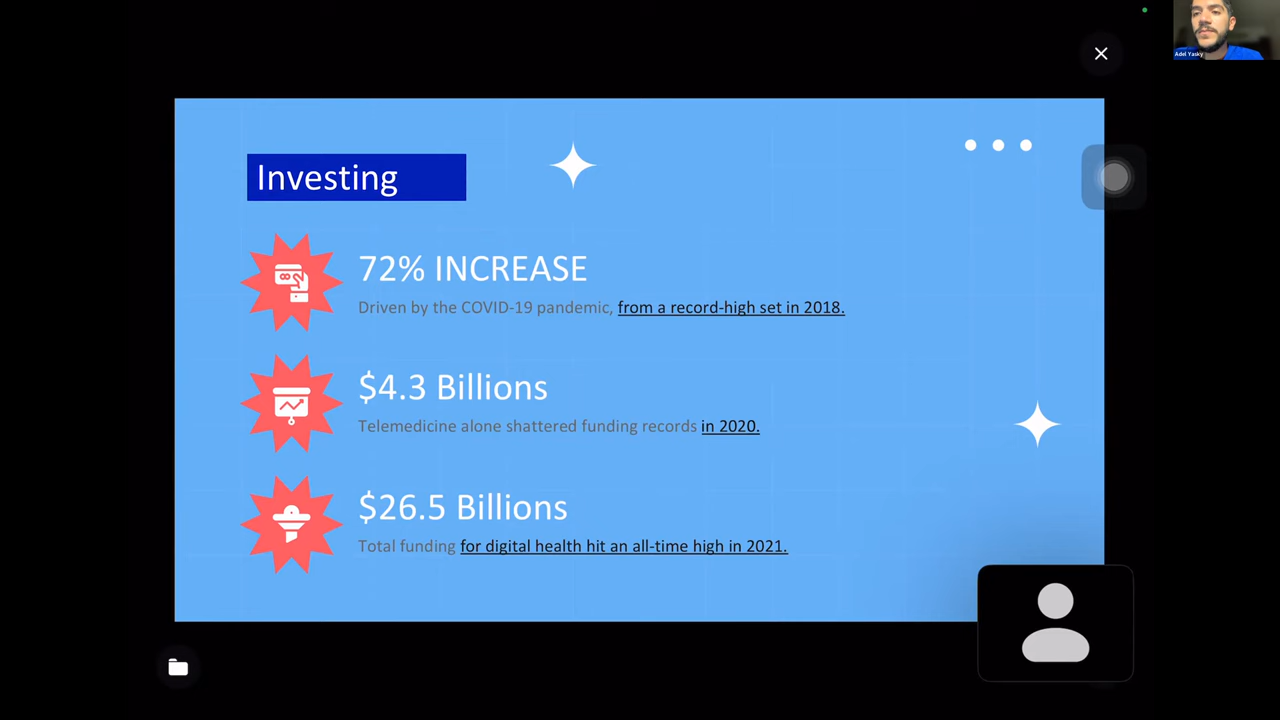 Adel Yasky
Investing
72% INCREASE
Driven by the COVID-19 pandemic, from a record-high set in 2018.
$4.3 Billions
Telemedicine alone shattered funding records in 2020.
$26.5 Billions
Total funding for digital health hit an all-time high in 2021.